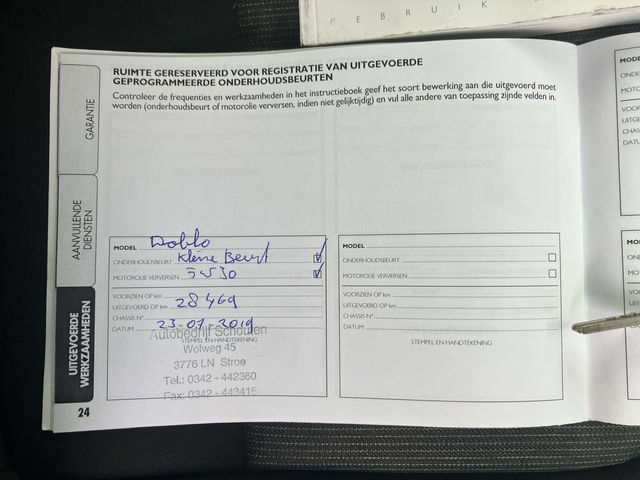 GEBRUIK
RUIMTE GERESERVEERD VOOR REGISTRATIE VAN UITGEVOERDE
GEPROGRAMMEERDE ONDERHOUDSBEURTEN
Controleer de frequenties en werkzaamheden in het instructieboek geef het soort bewerking aan die uitgevoerd moet
worden (onderhoudsbeurt of motorolie verversen, indien niet gelijktijdig) en vul alle andere van toepassing zijnde velden in.
GARANTIE
AANVULLENDE
DIENSTEN
UITGEVOERDE
WERKZAAMHEDEN
MODEL Doblo
ONDERHOUDSBEURT Kleine Beurt
MOTOROLIE VERVERSEN 5W30
VOORZIEN OP km
UITGEVOERD OP km 28469
CHASSIS N°
DATUM 23-07-2019
STEMPEL EN HANDTEKENING
Autobedrijf Schouten
Wolweg 45
3776 LN Stroe
Tel.: 0342 - 442360
Fax: 0342 - 443415
MODEL
ONDERHOUDSBEURT
MOTOROLIE VERVERSEN
VOORZIEN OP km
UITGEVOERD OP km
CHASSIS N°
DATUM
STEMPEL EN HANDTEKENING
24